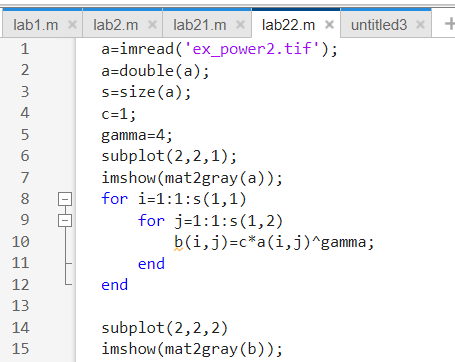 lab1.m × lab2.m × lab21.m × lab22.m × untitled3 × +
1 a=imread('ex_power2.tif');
2 a=double(a);
3 s=size(a);
4 c=1;
5 gamma=4;
6 subplot(2,2,1);
7 imshow(mat2gray(a));
8 for i=1:1:s(1,1)
9 for j=1:1:s(1,2)
10 b(i,j)=c*a(i,j)^gamma;
11 end
12 end
13
14 subplot(2,2,2)
15 imshow(mat2gray(b));